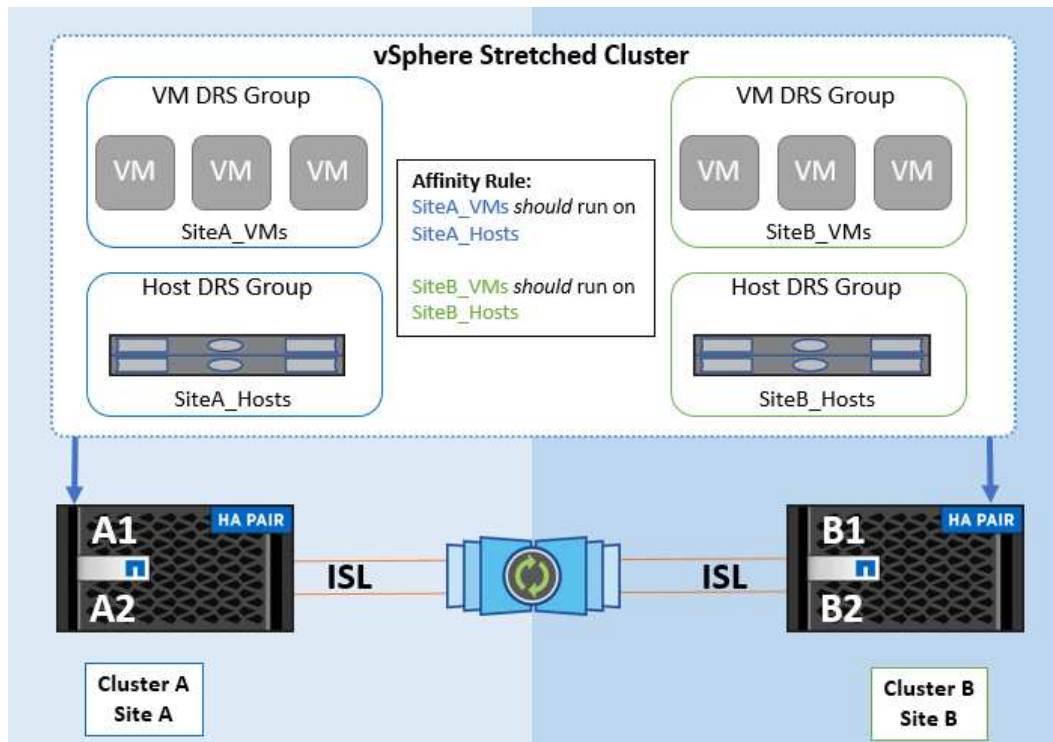 vSphere Stretched Cluster
VM DRS Group
VM VM VM
SiteA_VMs
Host DRS Group
SiteA_Hosts
Affinity Rule:
SiteA_VMs should run on
SiteA_Hosts
SiteB_VMs should run on
SiteB_Hosts
VM DRS Group
VM VM VM
SiteB_VMs
Host DRS Group
SiteB_Hosts
A1
HA PAIR
A2
ISL
ISL
B1
HA PAIR
B2
Cluster A
Site A
Cluster B
Site B